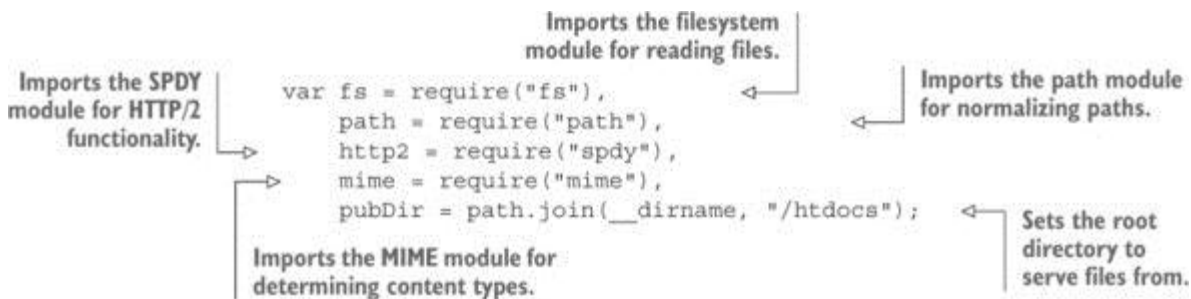 Imports the filesystem
module for reading files.
Imports the SPDY
module for HTTP/2
functionality.
Imports the path module
for normalizing paths.
var fs = require("fs"),
path = require("path"),
http2 = require("spdy"),
mime = require("mime"),
pubDir = path.join(__dirname, "/htdocs");
Sets the root
directory to
serve files from.
Imports the MIME module for
determining content types.